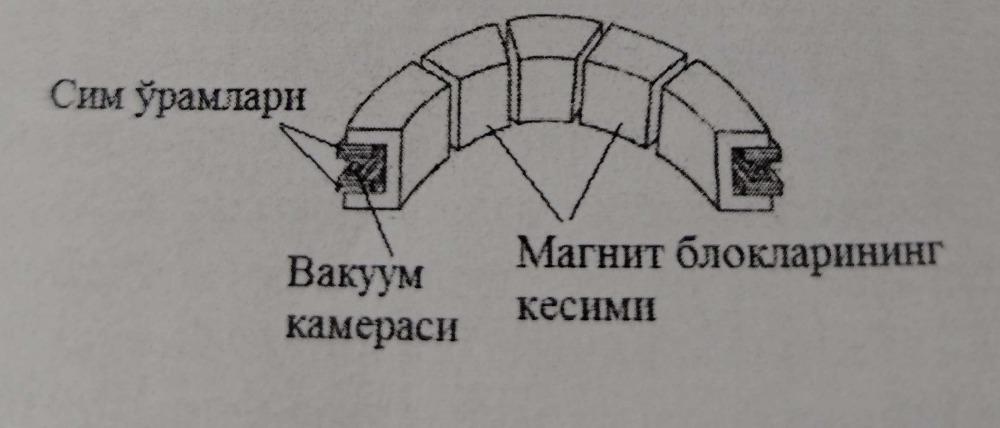 Сим ўрамлари
Вакуум
камераси
Магнит блокларининг
кесими